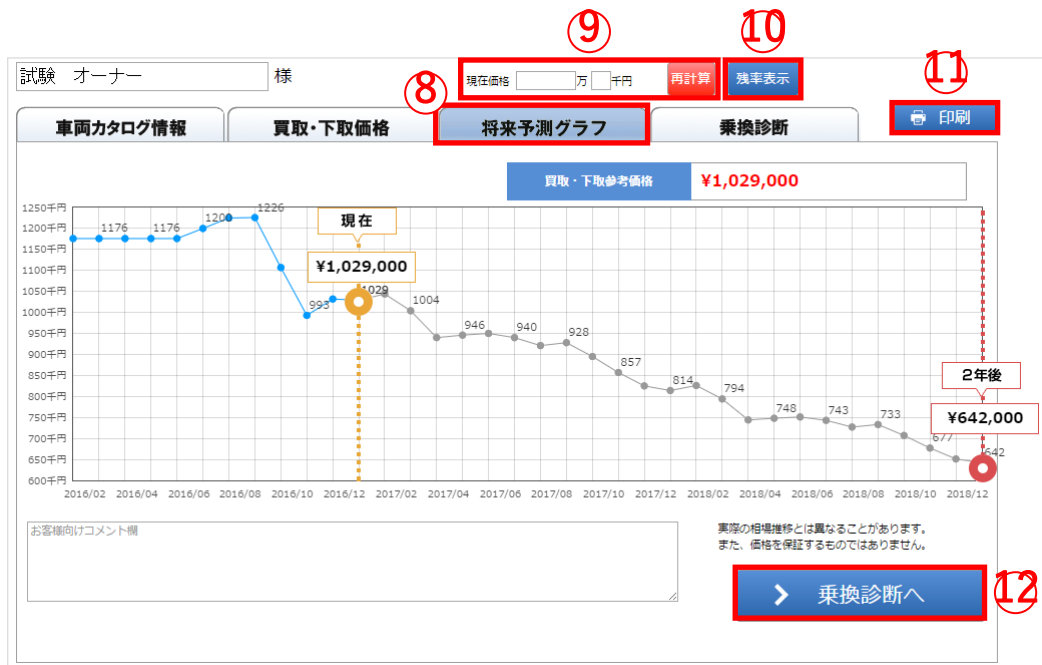 ⑨
⑩
⑪
試験 オーナー 様
⑧
現在価格 万 千円 再計算
残率表示
車両カタログ情報
買取・下取価格
将来予測グラフ
乗換診断
印刷
買取・下取参考価格 ¥1,029,000
1250千円
1200千円
1150千円
1100千円
1050千円
1000千円
950千円
900千円
850千円
800千円
750千円
700千円
650千円
600千円
1176 1176 1200 1226 993 1029 1004 946 940 928 857 814 794 748 743 733 677 642
現在
¥1,029,000
2年後
¥642,000
2016/02 2016/04 2016/06 2016/08 2016/10 2016/12 2017/02 2017/04 2017/06 2017/08 2017/10 2017/12 2018/02 2018/04 2018/06 2018/08 2018/10 2018/12
お客様向けコメント欄
実際の相場推移とは異なることがあります。
また、価格を保証するものではありません。
乗換診断へ
⑫